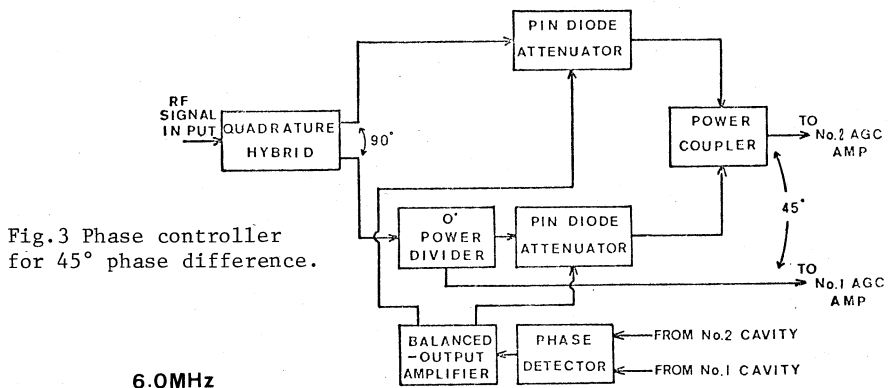 PIN DIODE
ATTENUATOR
RF
SIGNAL
IN PUT
QUADRATURE
HYBRID
90°
POWER
COUPLER
TO
No.2 AGC
AMP
45°
O°
POWER
DIVIDER
PIN DIODE
ATTENUATOR
TO
No.1 AGC
AMP
Fig.3 Phase controller
for 45° phase difference.
BALANCED
-OUTPUT
AMPLIFIER
PHASE
DETECTOR
FROM No.2 CAVITY
FROM No.1 CAVITY
6.0MHz